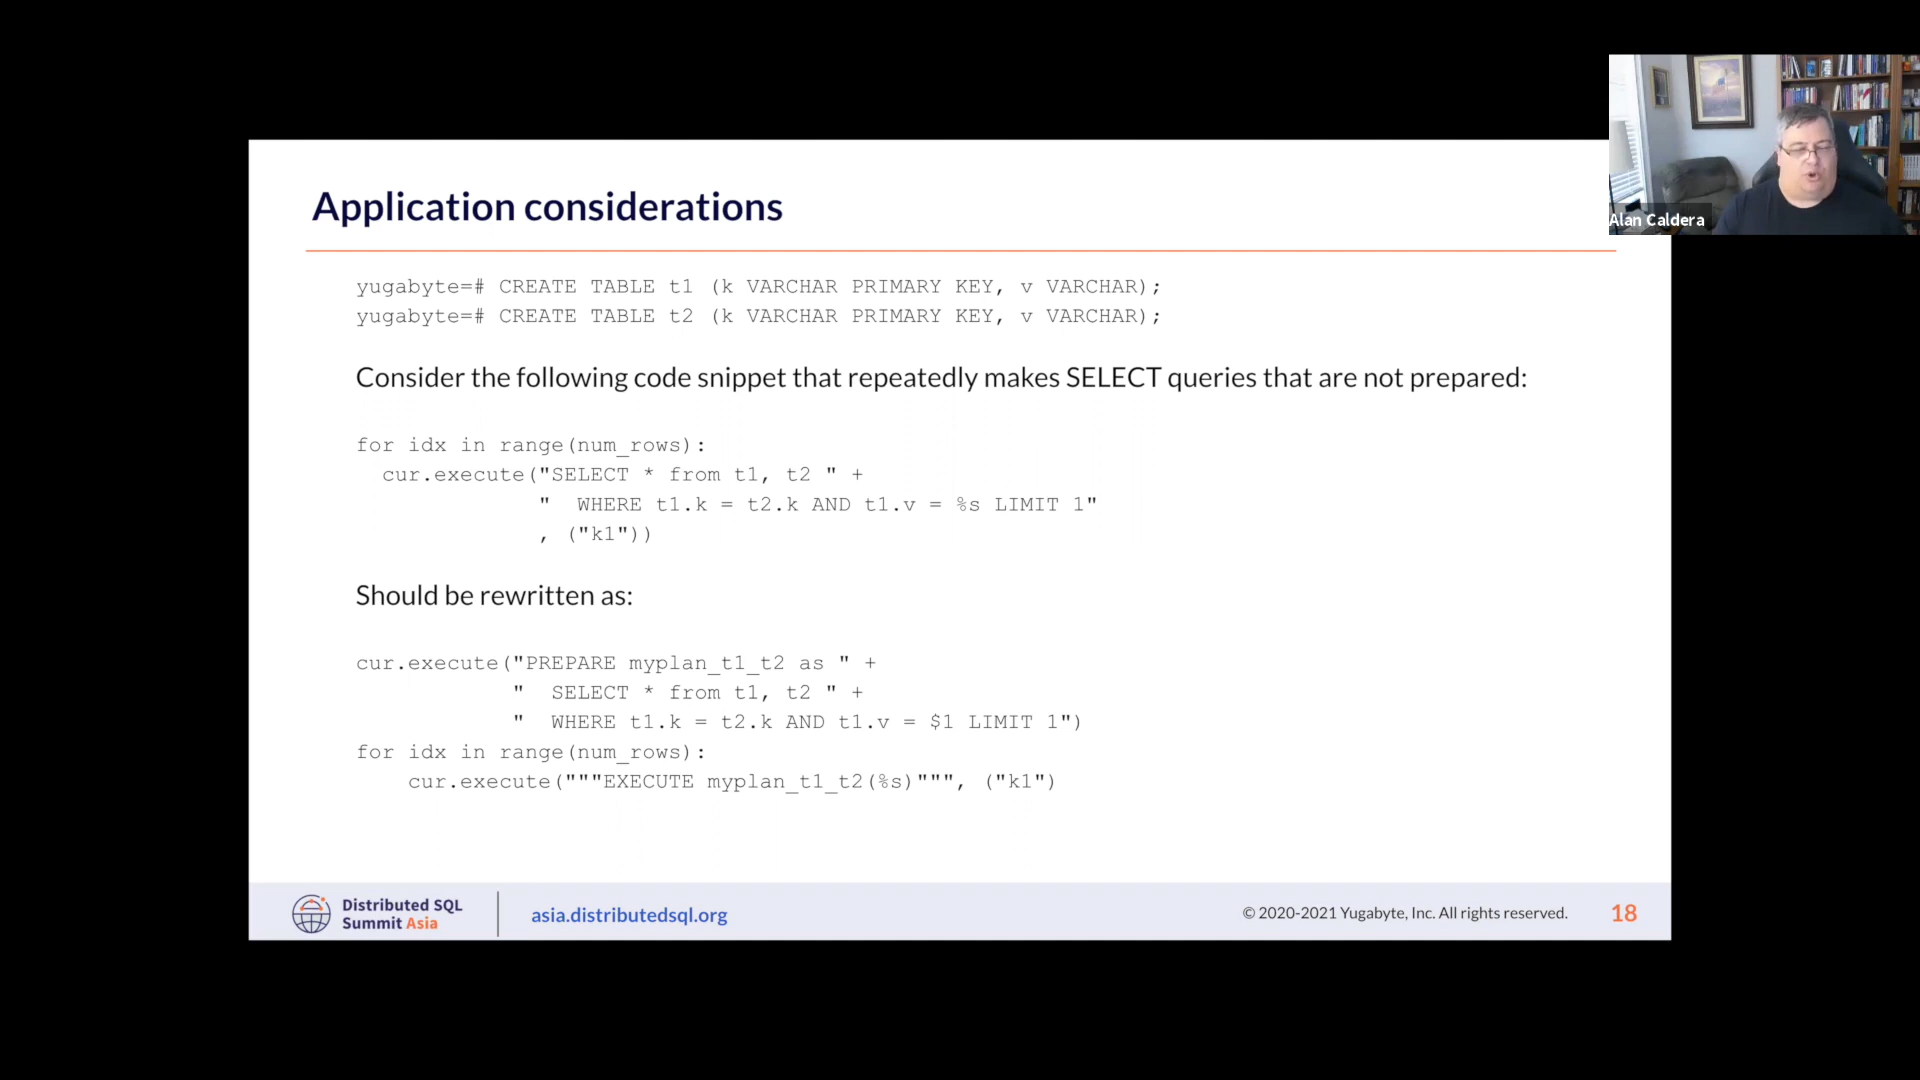 Alan Caldera
Application considerations
yugabyte=# CREATE TABLE t1 (k VARCHAR PRIMARY KEY, v VARCHAR);
yugabyte=# CREATE TABLE t2 (k VARCHAR PRIMARY KEY, v VARCHAR);
Consider the following code snippet that repeatedly makes SELECT queries that are not prepared:
for idx in range(num_rows):
  cur.execute("SELECT * from t1, t2 " +
              "  WHERE t1.k = t2.k AND t1.v = %s LIMIT 1"
              , ("k1"))
Should be rewritten as:
cur.execute("PREPARE myplan_t1_t2 as " +
            "  SELECT * from t1, t2 " +
            "  WHERE t1.k = t2.k AND t1.v = $1 LIMIT 1")
for idx in range(num_rows):
    cur.execute("""EXECUTE myplan_t1_t2(%s)""", ("k1")
Distributed SQL
Summit Asia
asia.distributedsql.org
© 2020-2021 Yugabyte, Inc. All rights reserved.
18